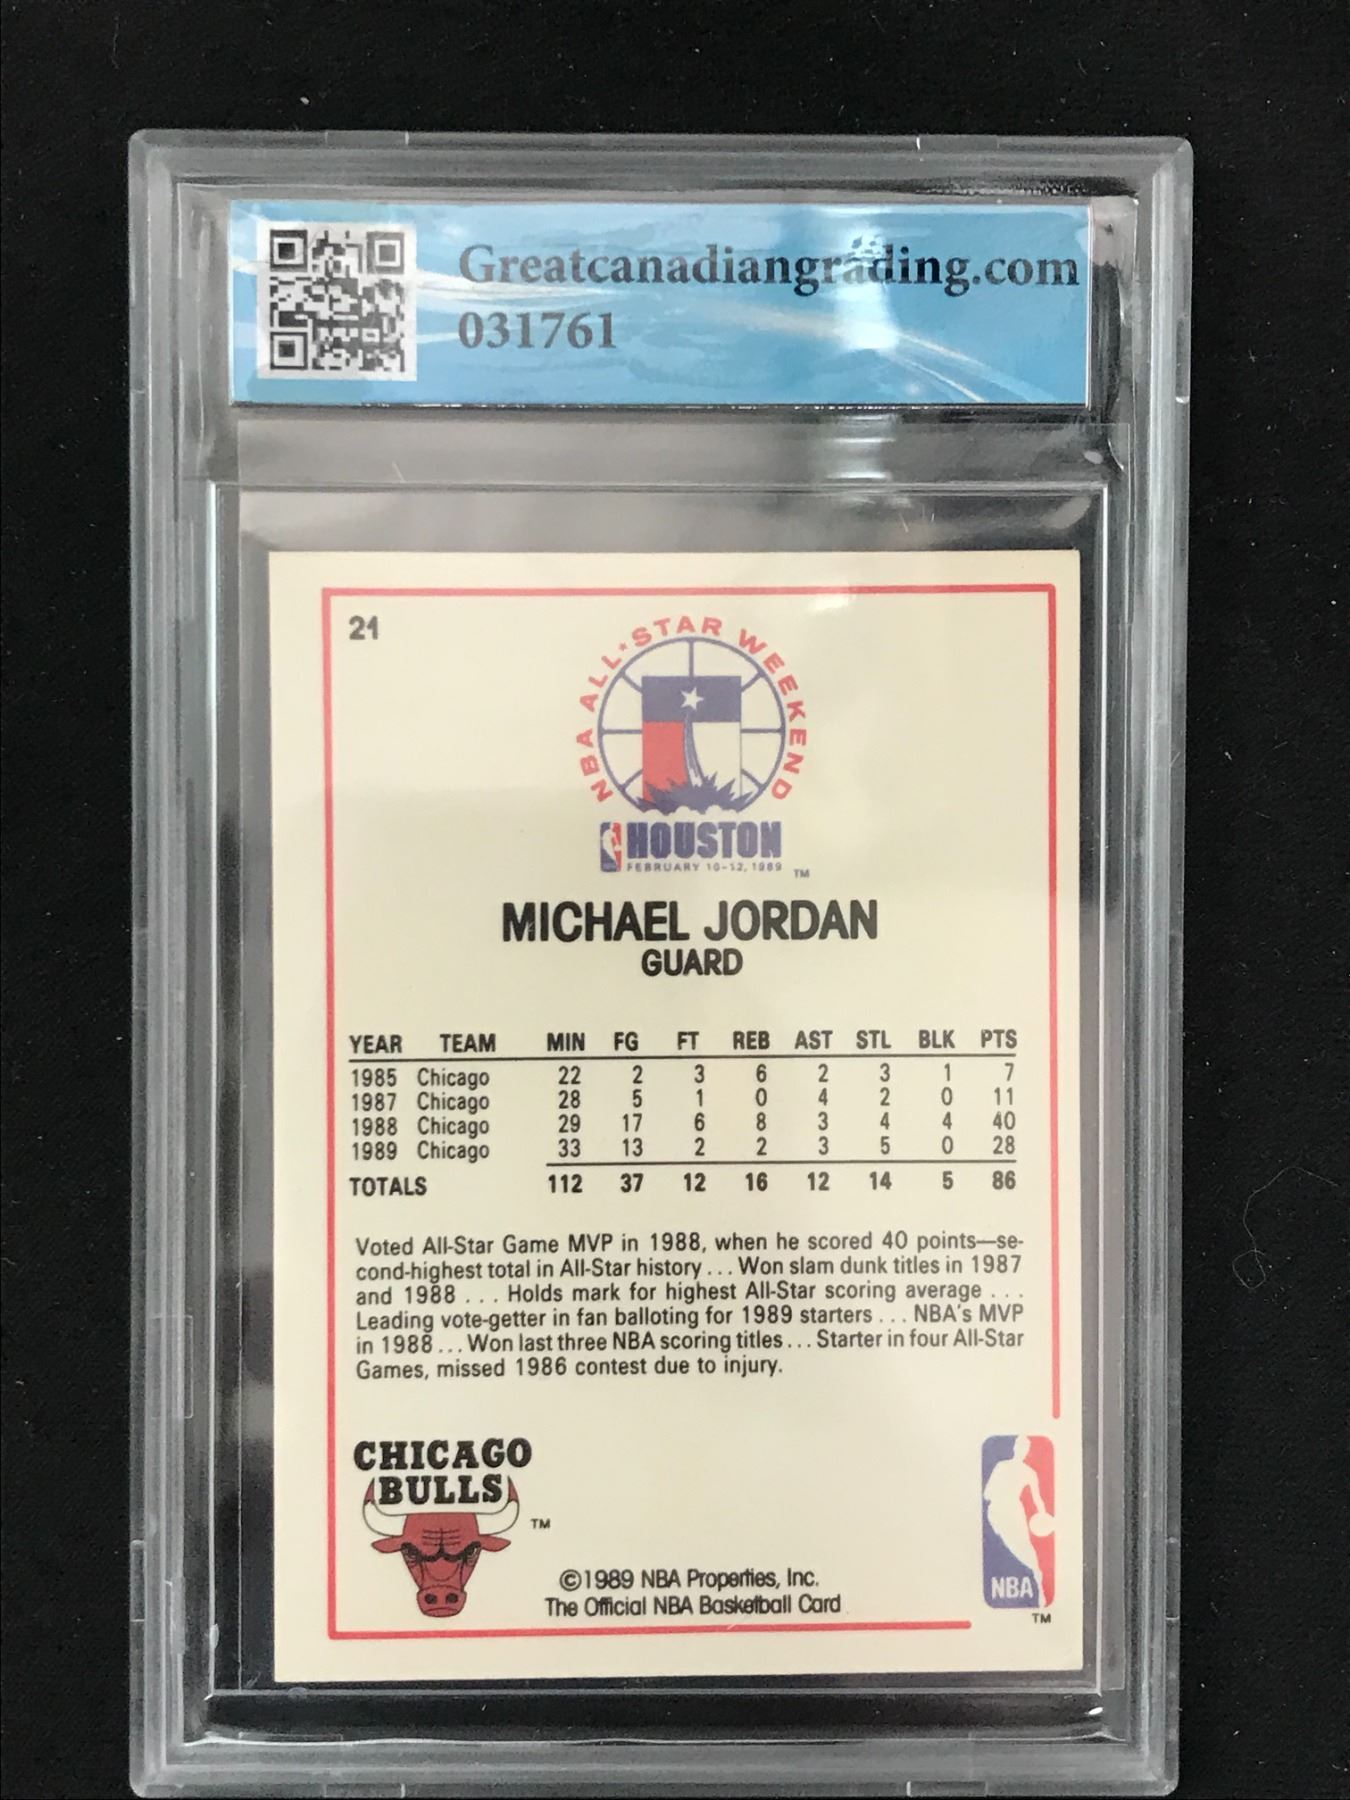 Greatcanadiangrading.com
031761
21
NBA ALL★STAR WEEKEND
HOUSTON
FEBRUARY 10-12, 1989 TM
MICHAEL JORDAN
GUARD
YEAR TEAM MIN FG FT REB AST STL BLK PTS
1985 Chicago 22 2 3 6 2 3 1 7
1987 Chicago 28 5 1 0 4 2 0 11
1988 Chicago 29 17 6 8 3 4 4 40
1989 Chicago 33 13 2 2 3 5 0 28
TOTALS 112 37 12 16 12 14 5 86
Voted All-Star Game MVP in 1988, when he scored 40 points—se-
cond-highest total in All-Star history . . . Won slam dunk titles in 1987
and 1988 . . . Holds mark for highest All-Star scoring average . . .
Leading vote-getter in fan balloting for 1989 starters . . . NBA's MVP
in 1988 . . . Won last three NBA scoring titles . . . Starter in four All-Star
Games, missed 1986 contest due to injury.
CHICAGO
BULLS
TM
©1989 NBA Properties, Inc.
The Official NBA Basketball Card
NBA
TM